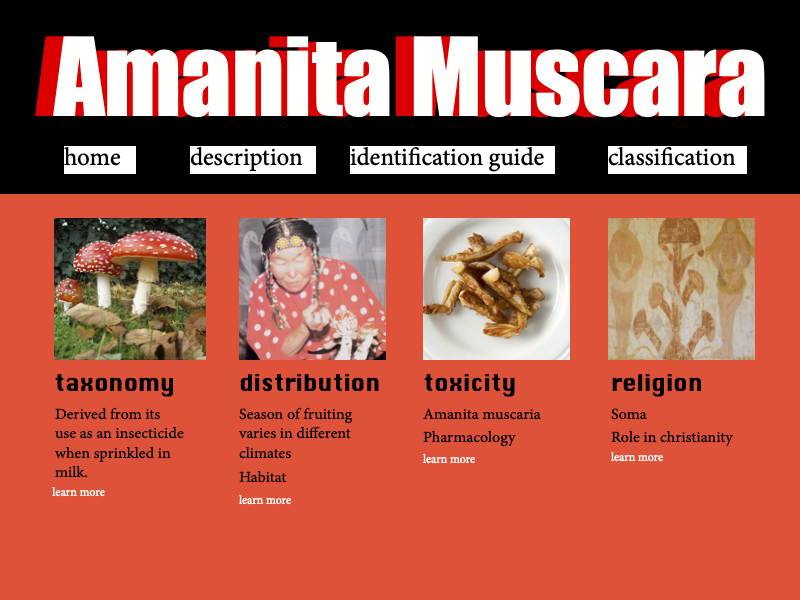 Amanita Muscara
home description identification guide classification
taxonomy
Derived from its
use as an insecticide
when sprinkled in
milk.
learn more
distribution
Season of fruiting
varies in different
climates
Habitat
learn more
toxicity
Amanita muscaria
Pharmacology
learn more
religion
Soma
Role in christianity
learn more